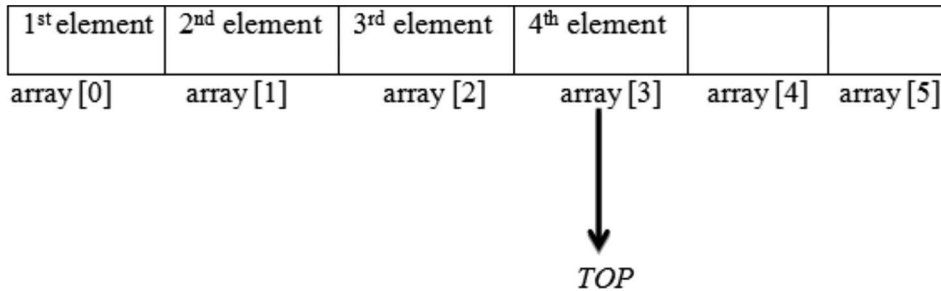 1st element 2nd element 3rd element 4th element
array [0] array [1] array [2] array [3] array [4] array [5]
TOP